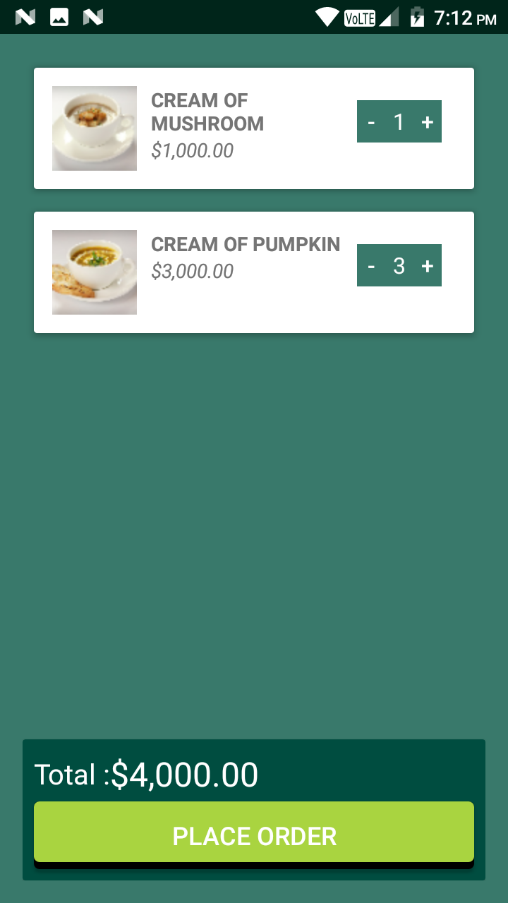 VoLTE 7:12 PM
CREAM OF
MUSHROOM
$1,000.00
- 1 +
CREAM OF PUMPKIN
$3,000.00
- 3 +
Total :$4,000.00
PLACE ORDER